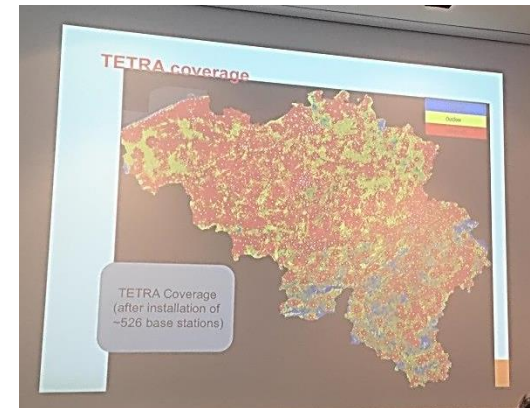 TETRA coverage
Outdoor
TETRA Coverage
(after installation of
~526 base stations)